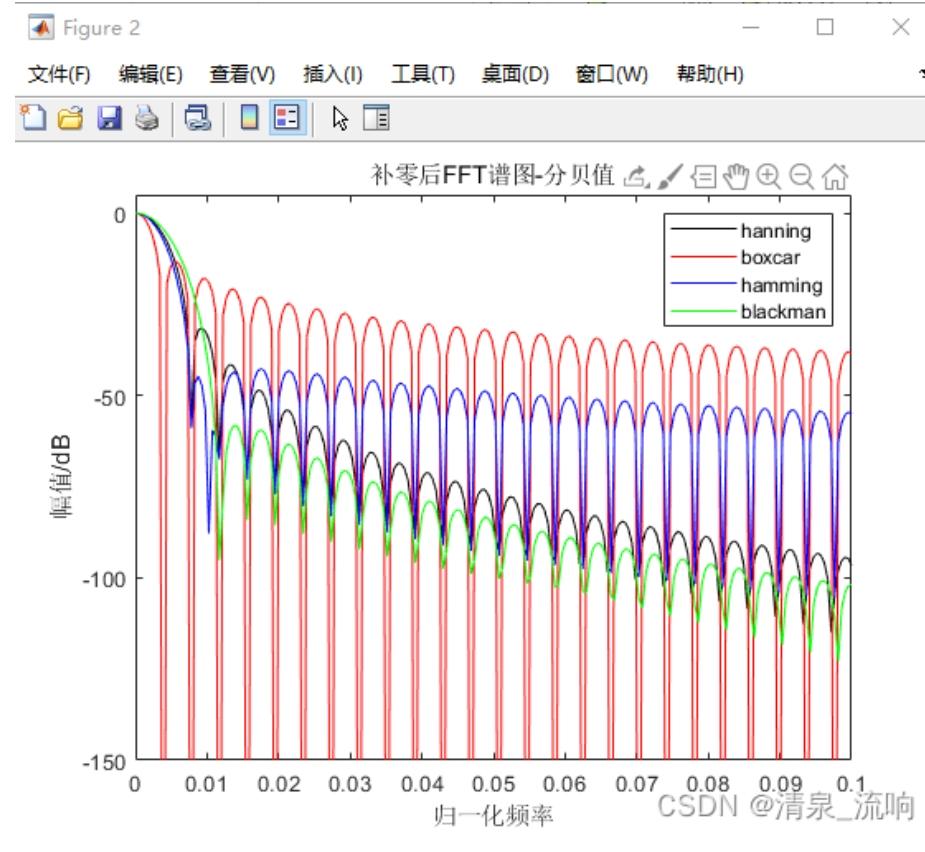 Figure 2
文件(F) 编辑(E) 查看(V) 插入(I) 工具(T) 桌面(D) 窗口(W) 帮助(H)
补零后FFT谱图-分贝值
hanning
boxcar
hamming
blackman
幅值/dB
0
-50
-100
-150
0 0.01 0.02 0.03 0.04 0.05 0.06 0.07 0.08 0.09 0.1
归一化频率
CSDN @清泉_流响